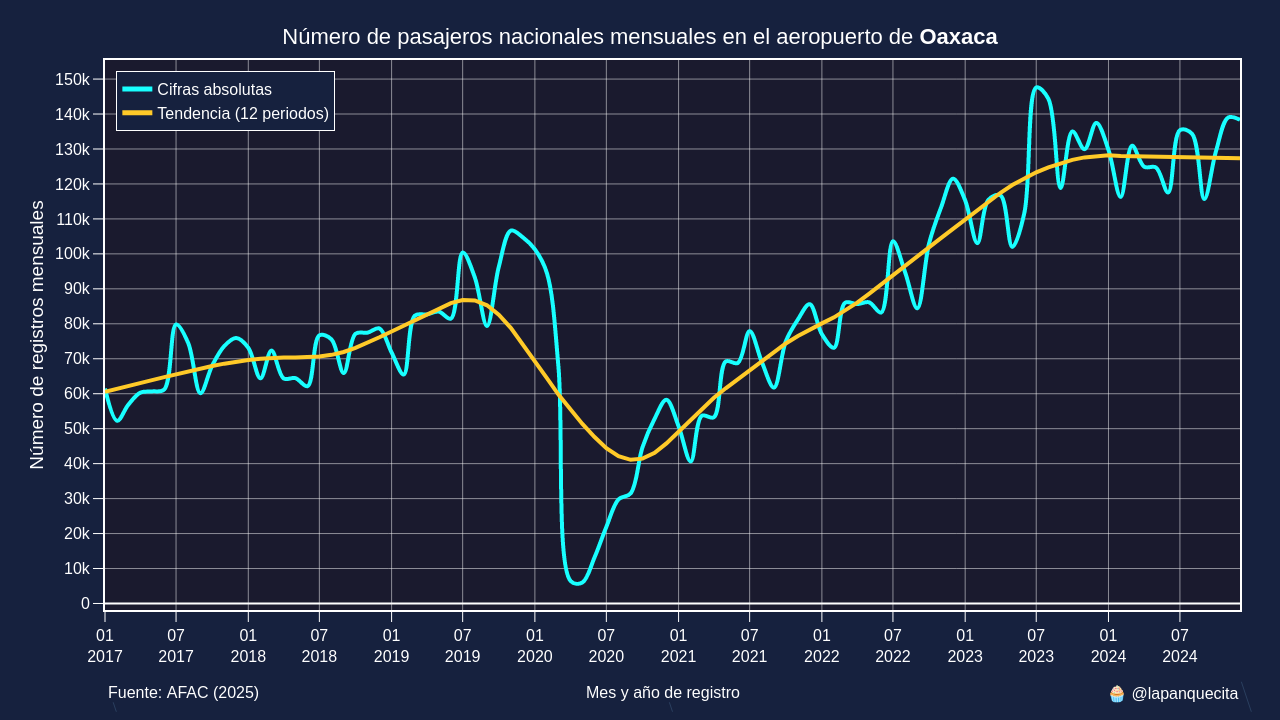 Número de pasajeros nacionales mensuales en el aeropuerto de Oaxaca
Cifras absolutas
Tendencia (12 periodos)
Número de registros mensuales
150k
140k
130k
120k
110k
100k
90k
80k
70k
60k
50k
40k
30k
20k
10k
0
01 07 01 07 01 07 01 07 01 07 01 07 01 07 01 07
2017 2017 2018 2018 2019 2019 2020 2020 2021 2021 2022 2022 2023 2023 2024 2024
Fuente: AFAC (2025) Mes y año de registro 🧁 @lapanquecita